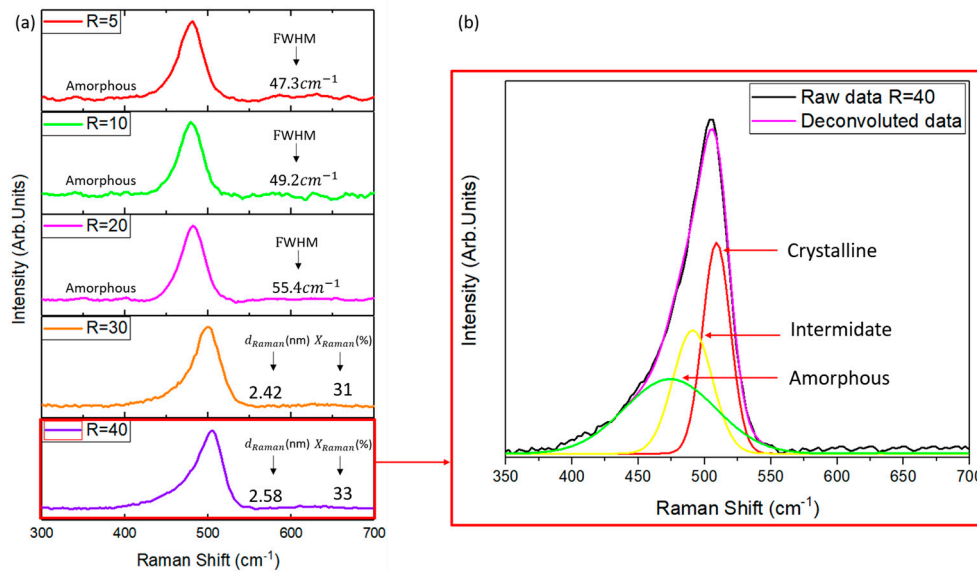 (a)
R=5
FWHM
Amorphous
47.3cm⁻¹
R=10
FWHM
Amorphous
49.2cm⁻¹
R=20
FWHM
Amorphous
55.4cm⁻¹
R=30
d_Raman(nm) X_Raman(%)
2.42 31
R=40
d_Raman(nm) X_Raman(%)
2.58 33
300 400 500 600 700
Raman Shift (cm⁻¹)
Intensity (Arb.Units)
(b)
Raw data R=40
Deconvoluted data
Crystalline
Intermidate
Amorphous
350 400 450 500 550 600 650 700
Raman Shift (cm⁻¹)
Intensity (Arb.Units)